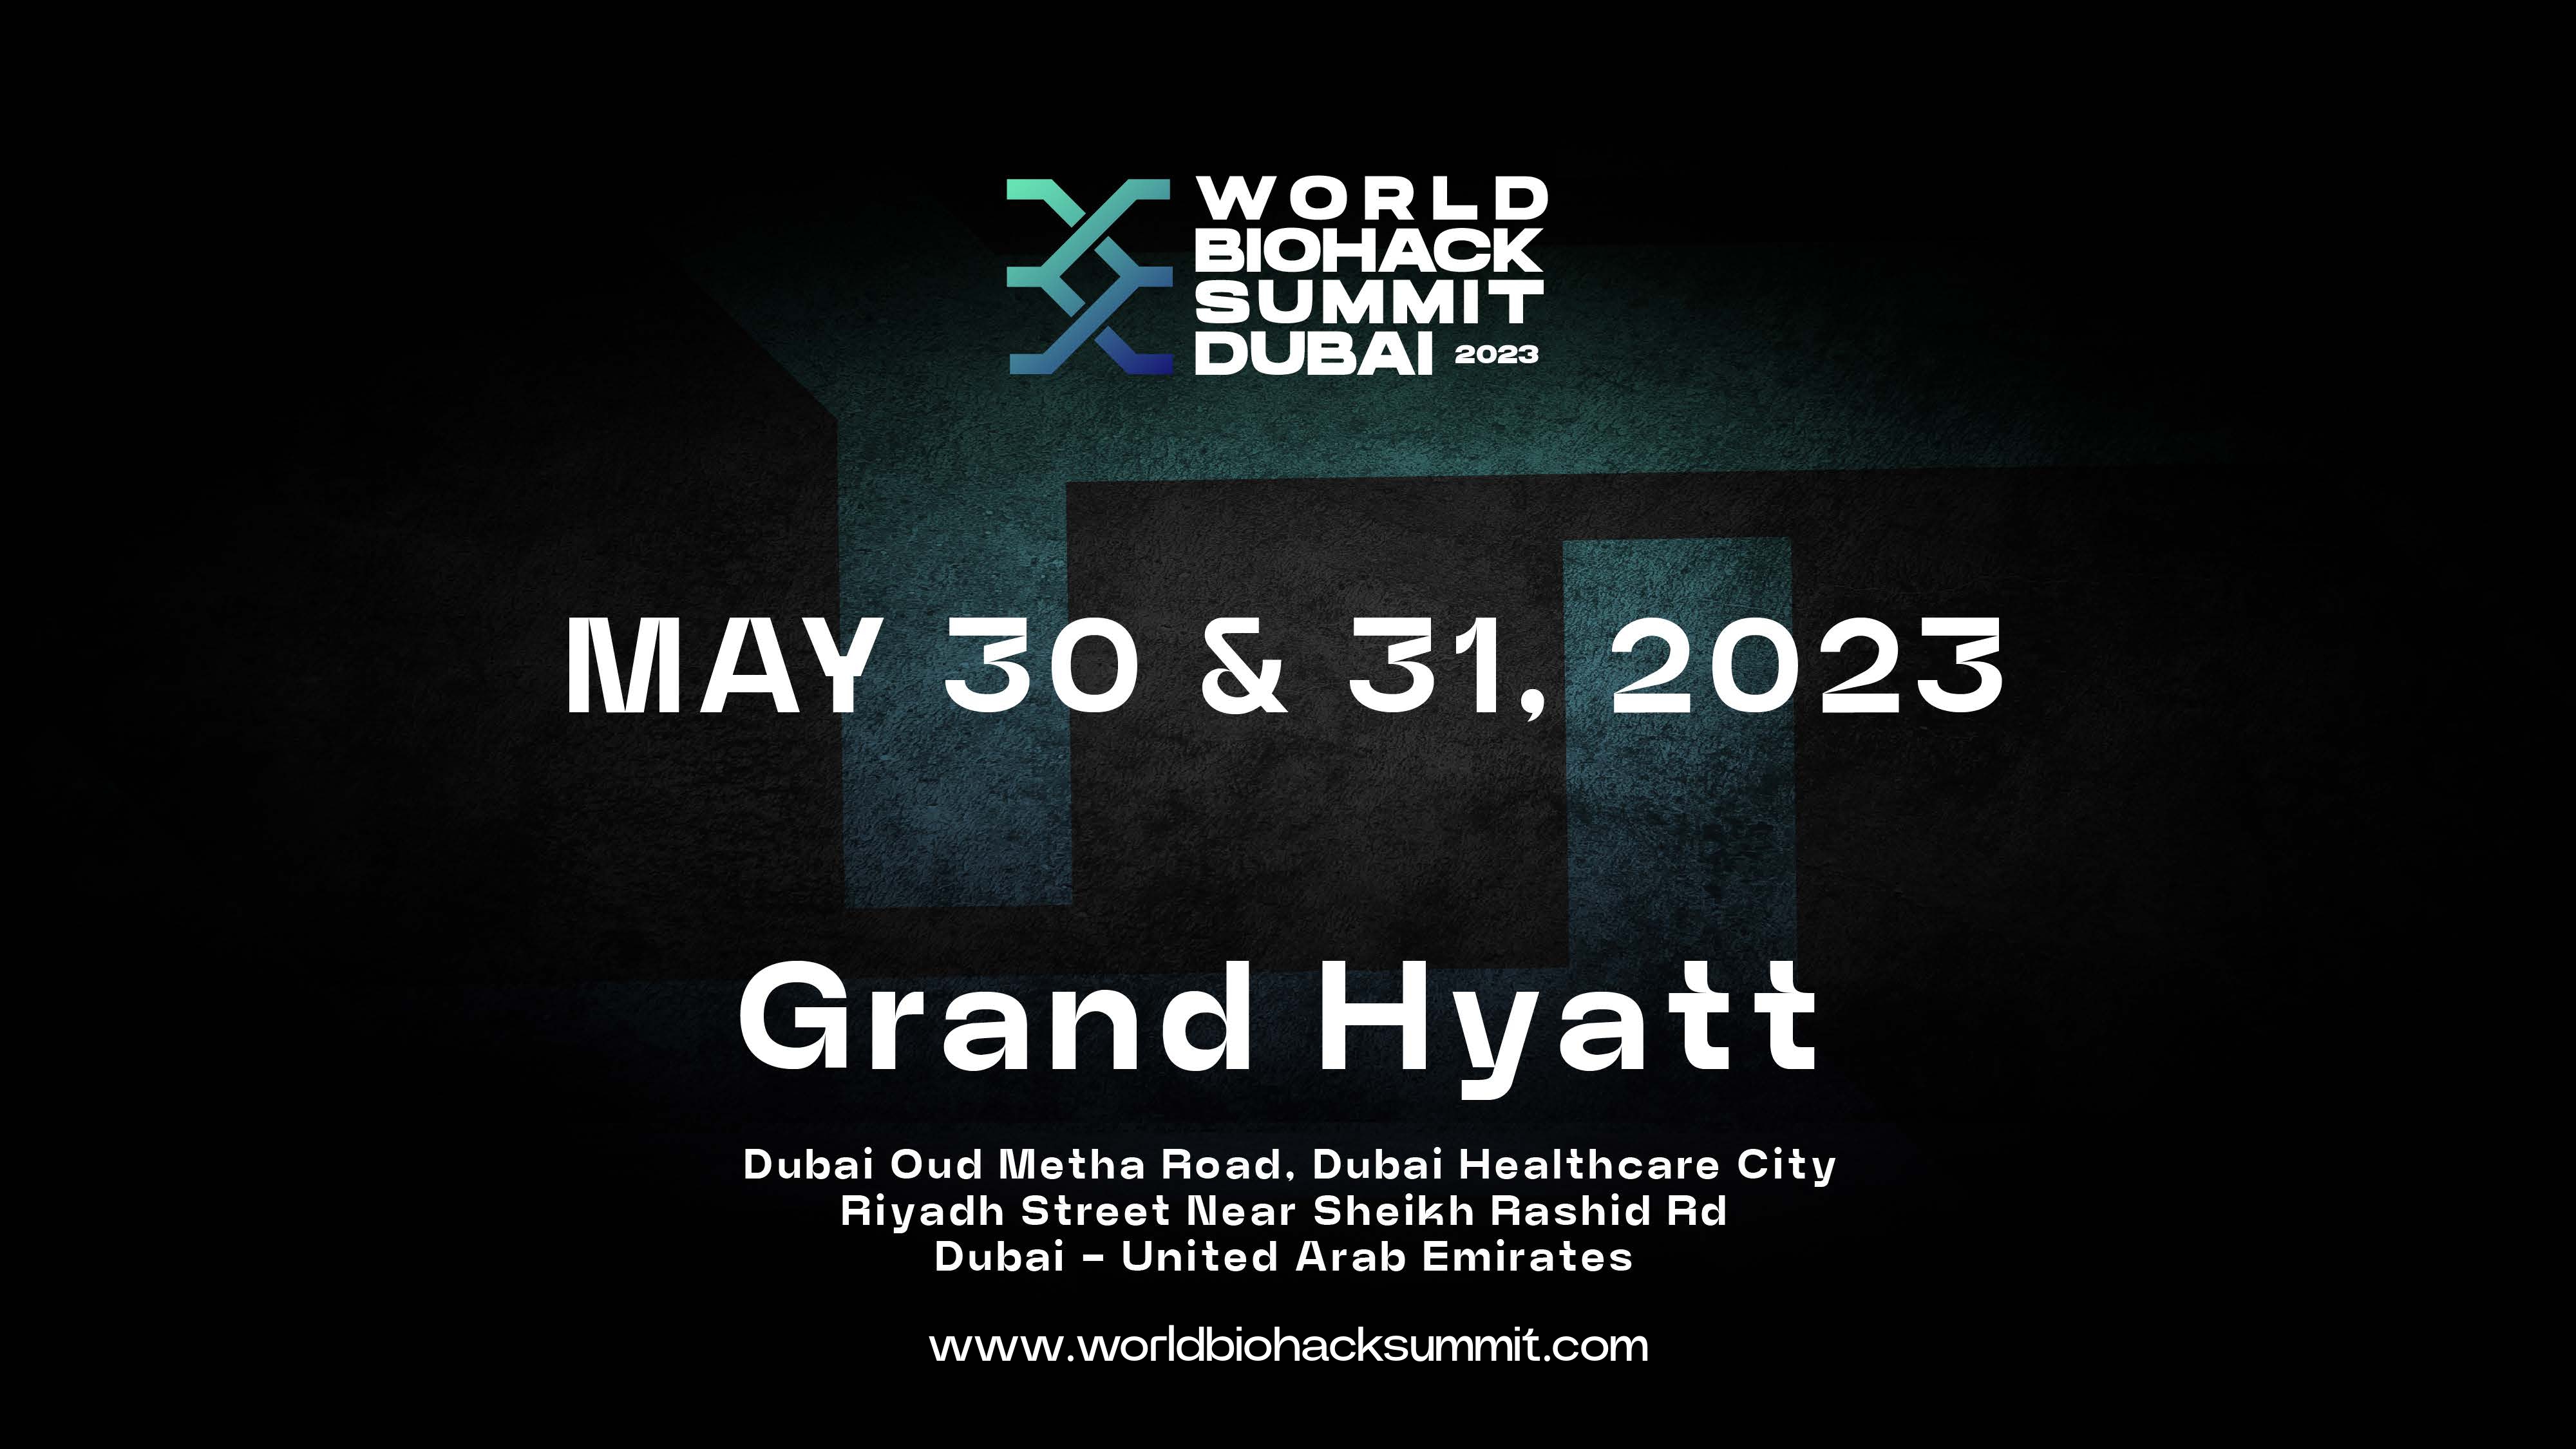 WORLD
BIOHACK
SUMMIT
DUBAI 2023
MAY 30 & 31, 2023
Grand Hyatt
Dubai Oud Metha Road, Dubai Healthcare City
Riyadh Street Near Sheikh Rashid Rd
Dubai - United Arab Emirates
www.worldbiohacksummit.com